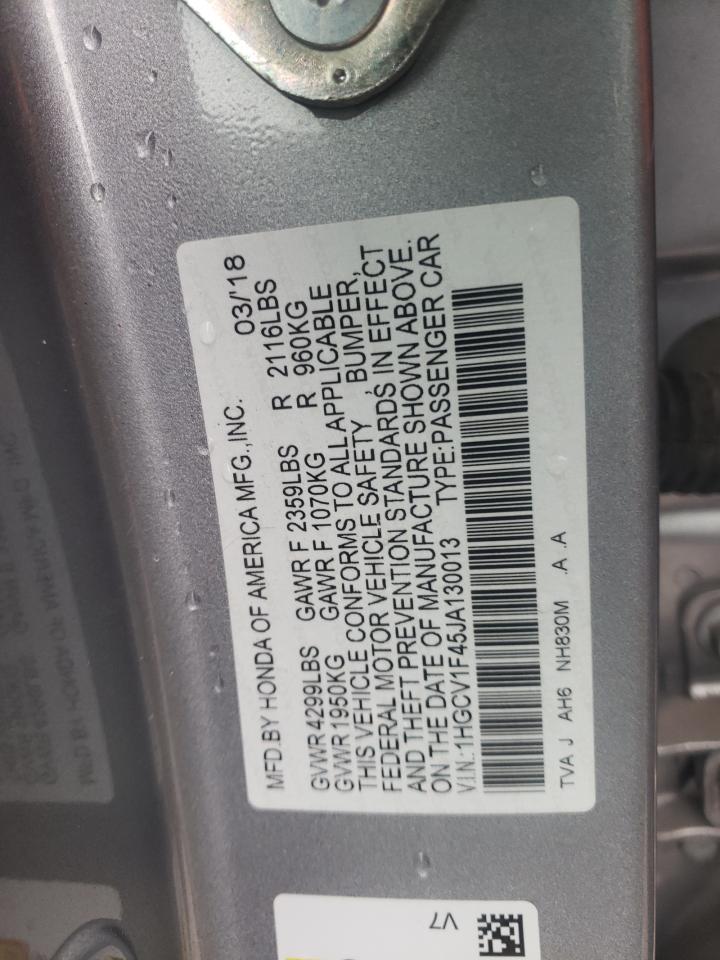 MFD.BY HONDA OF AMERICA MFG.,INC. 03/'18
GVWR 4299LBS GAWR F 2359LBS R 2116LBS
GVWR 1950KG GAWR F 1070KG R 960KG
THIS VEHICLE CONFORMS TO ALL APPLICABLE
FEDERAL MOTOR VEHICLE SAFETY, BUMPER,
AND THEFT PREVENTION STANDARDS IN EFFECT
ON THE DATE OF MANUFACTURE SHOWN ABOVE.
V.I.N.:1HGCV1F45JA130013 TYPE:PASSENGER CAR
TVA J AH6 NH830M .A .A
V7